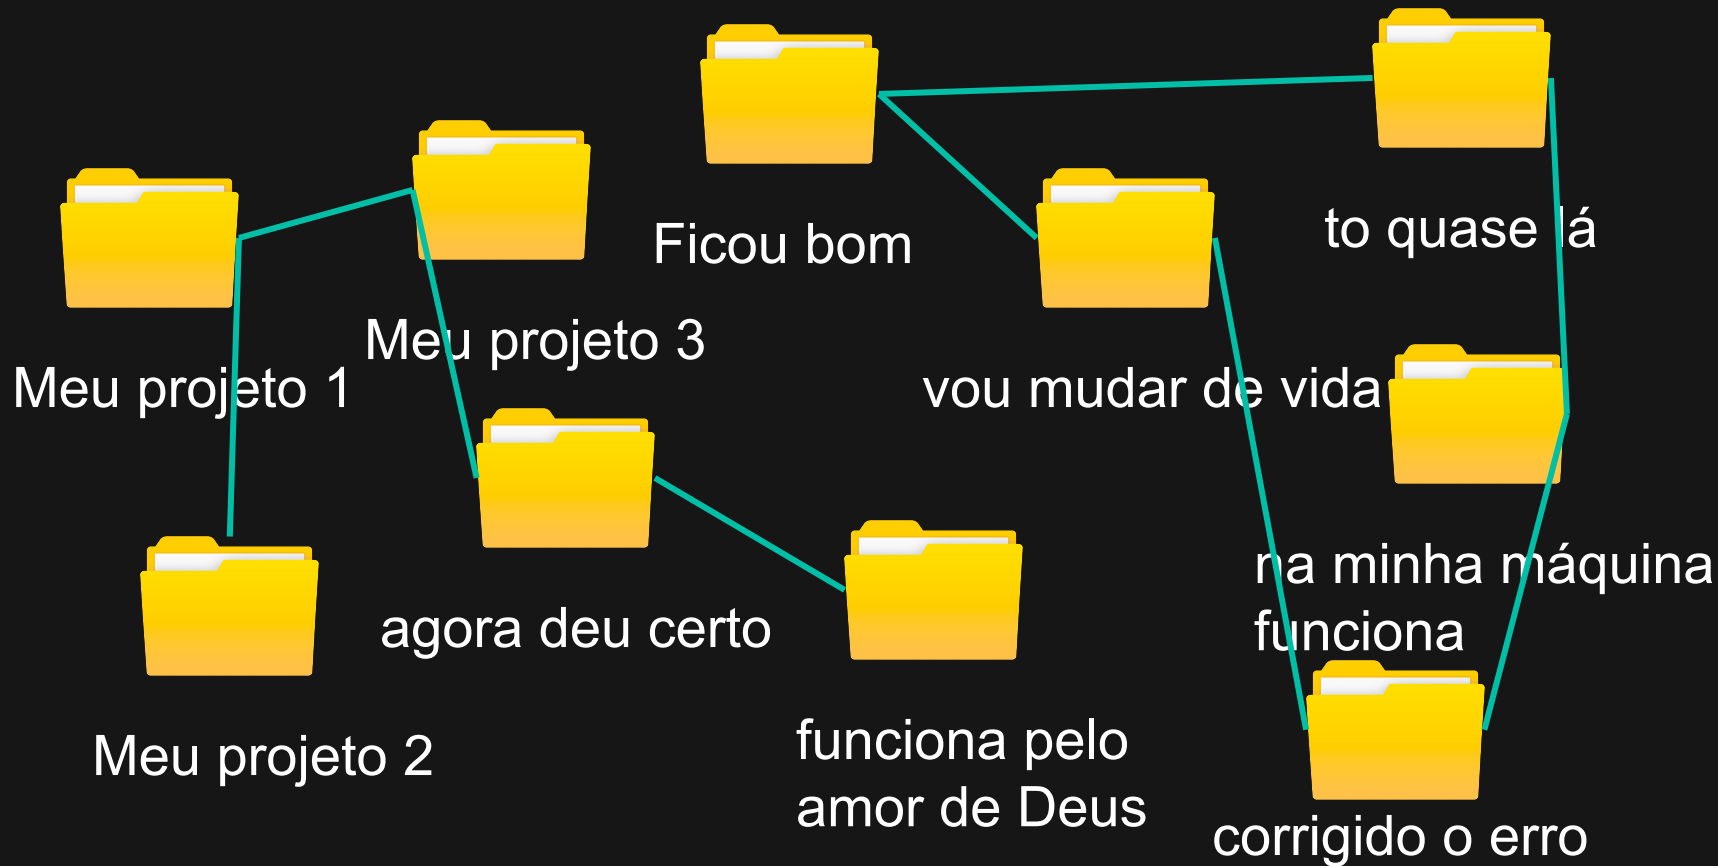 Meu projeto 1
Meu projeto 2
Meu projeto 3
agora deu certo
funciona pelo
amor de Deus
Ficou bom
vou mudar de vida
to quase lá
na minha máquina
funciona
corrigido o erro